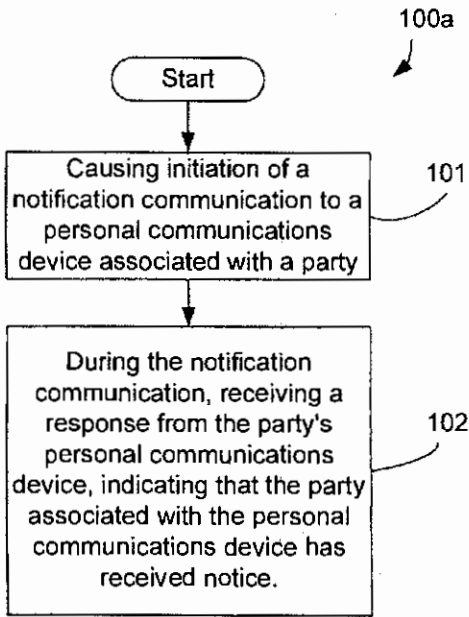 100a
Start
Causing initiation of a
notification communication to a
personal communications
device associated with a party
101
During the notification
communication, receiving a
response from the party's
personal communications
device, indicating that the party
associated with the personal
communications device has
received notice.
102